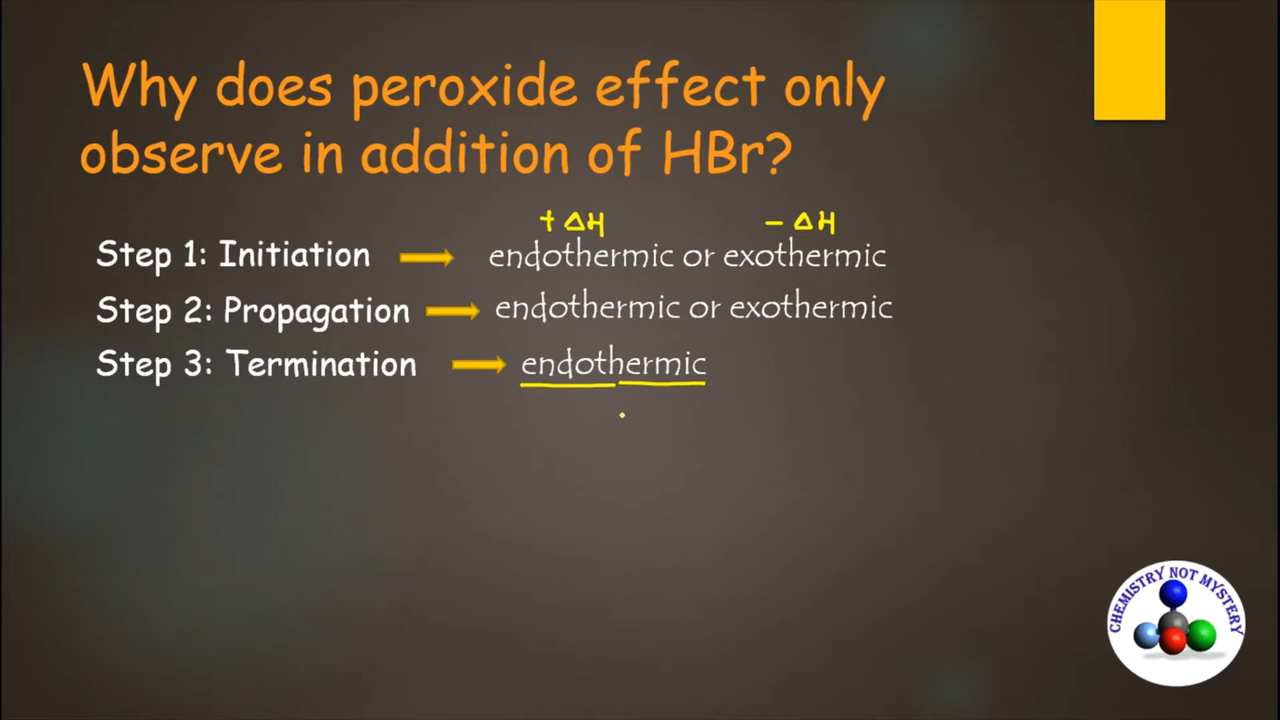 Why does peroxide effect only
observe in addition of HBr?
+ ΔH – ΔH
Step 1: Initiation endothermic or exothermic
Step 2: Propagation endothermic or exothermic
Step 3: Termination endothermic
CHEMISTRY NOT MYSTERY